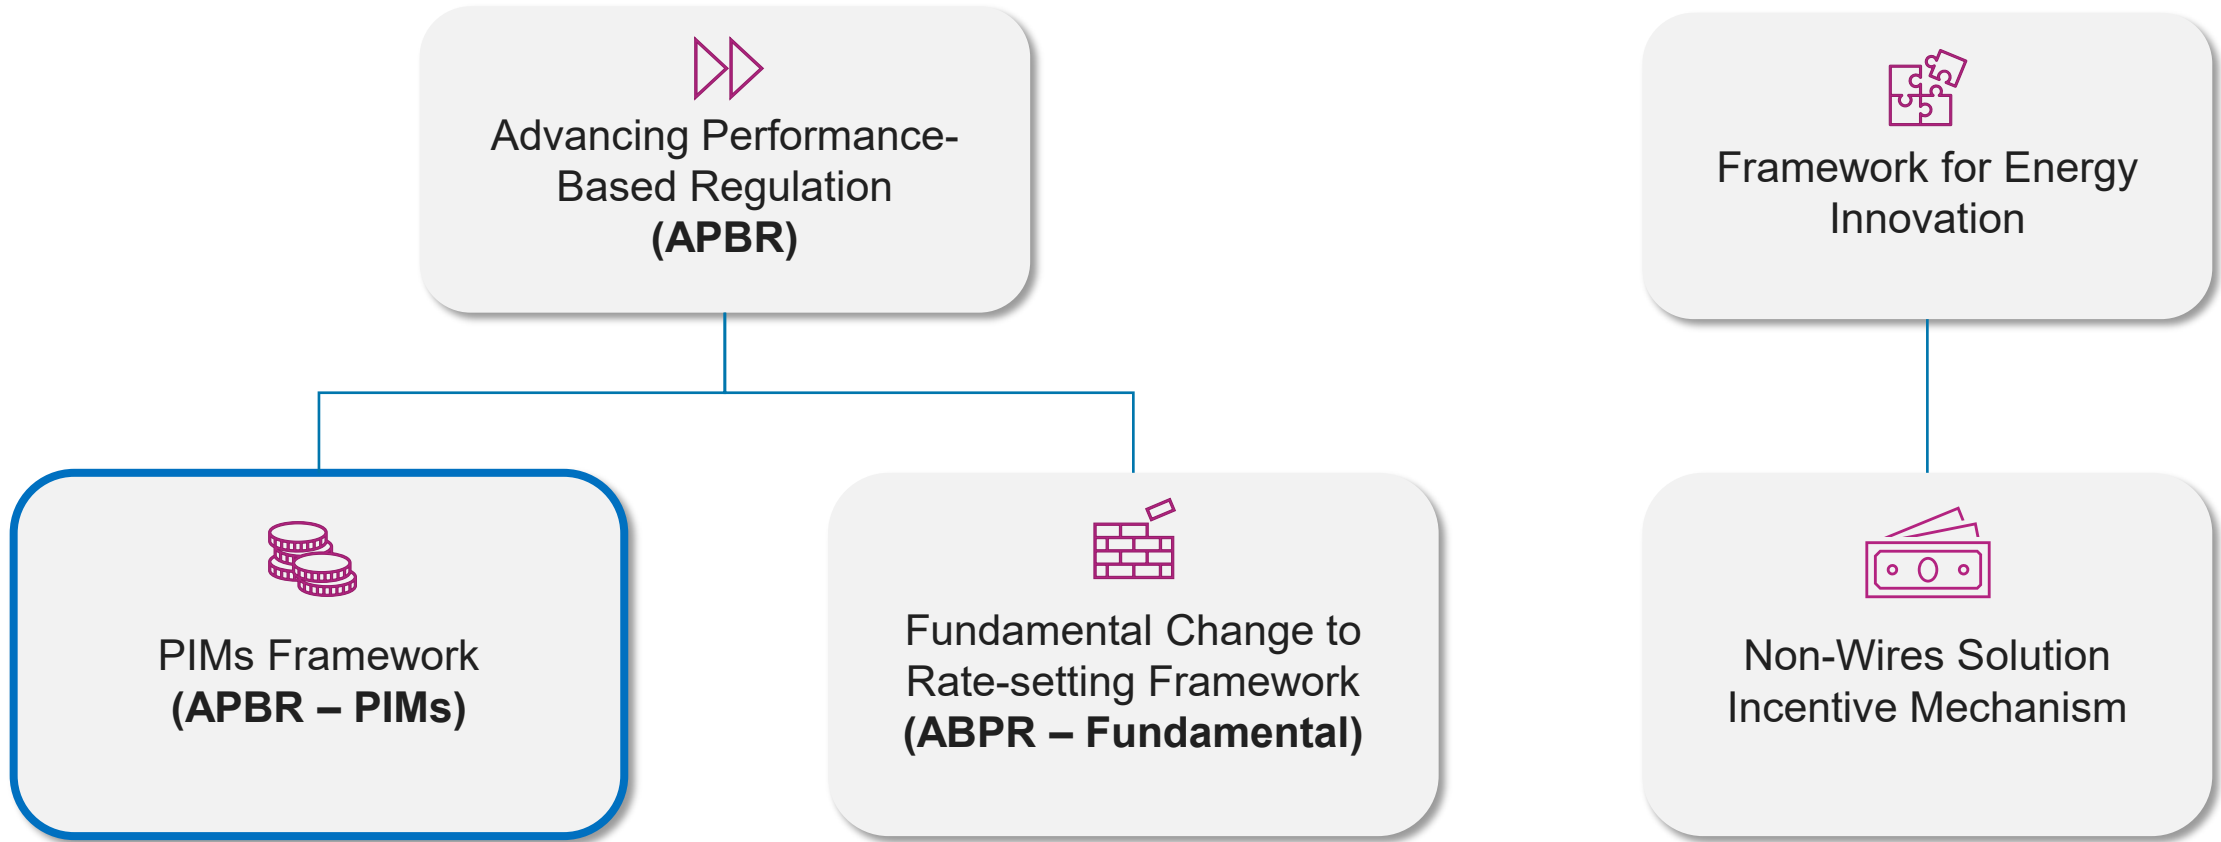 Advancing Performance-
Based Regulation
(APBR)
Framework for Energy
Innovation
PIMs Framework
(APBR – PIMs)
Fundamental Change to
Rate-setting Framework
(ABPR – Fundamental)
Non-Wires Solution
Incentive Mechanism